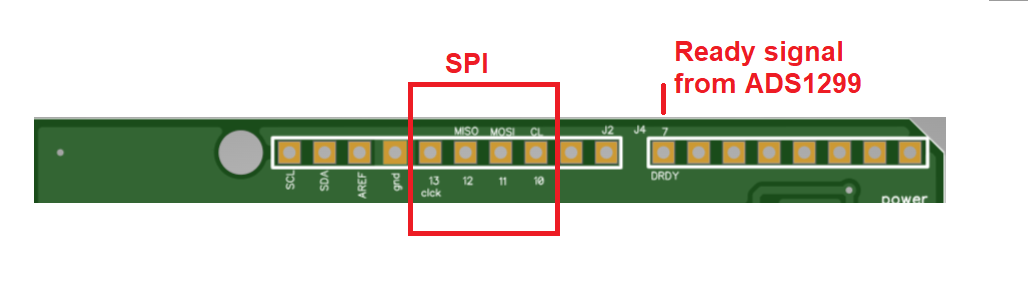 SPI
Ready signal
from ADS1299
MISO MOSI CL J2 J4 7
SCL SDA AREF gnd 13 12 11 10 DRDY
clck
power